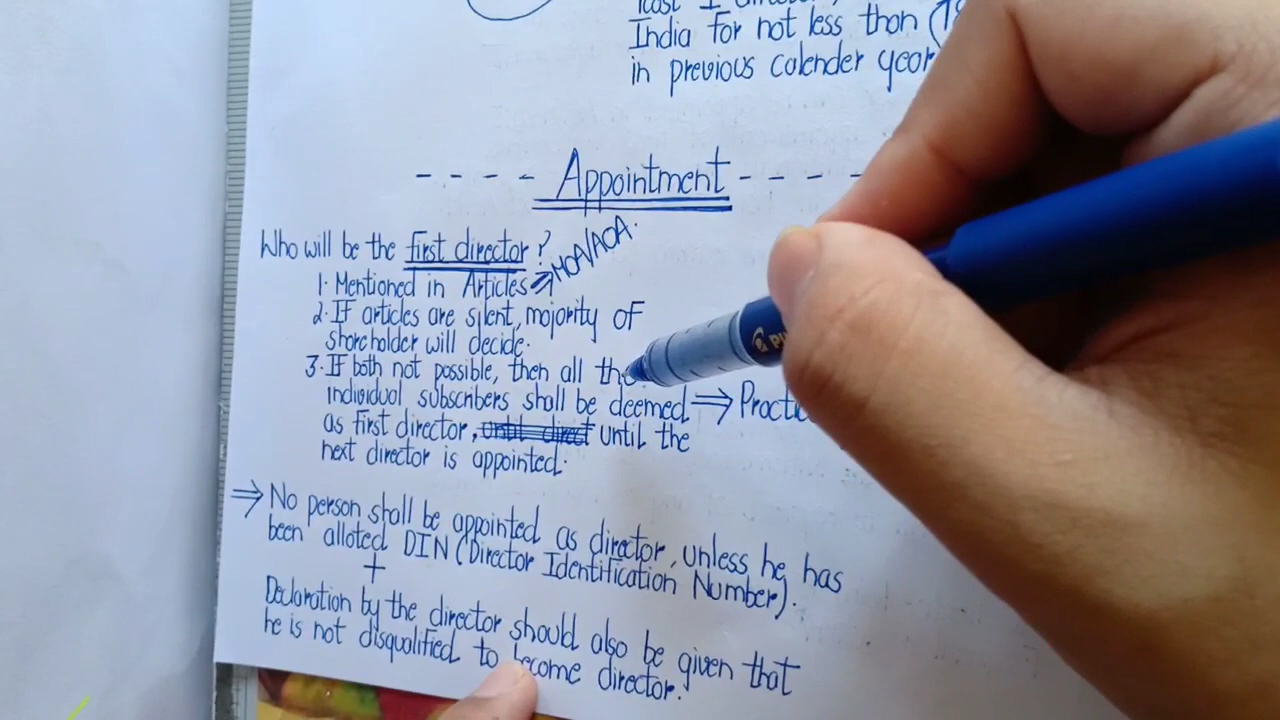 India for not less than
in previous calender year
---- Appointment ----
Who will be the first director?
1. Mentioned in Articles ⇒ MOA/AOA.
2. If articles are silent, majority of
shareholder will decide.
3. If both not possible, then all the
individual subscribers shall be deemed ⇒
as first director, until the
next director is appointed.
⇒ No person shall be appointed as director, unless he has
been alloted DIN (Director Identification Number).
+
Declaration by the director should also be given that
he is not disqualified to become director.